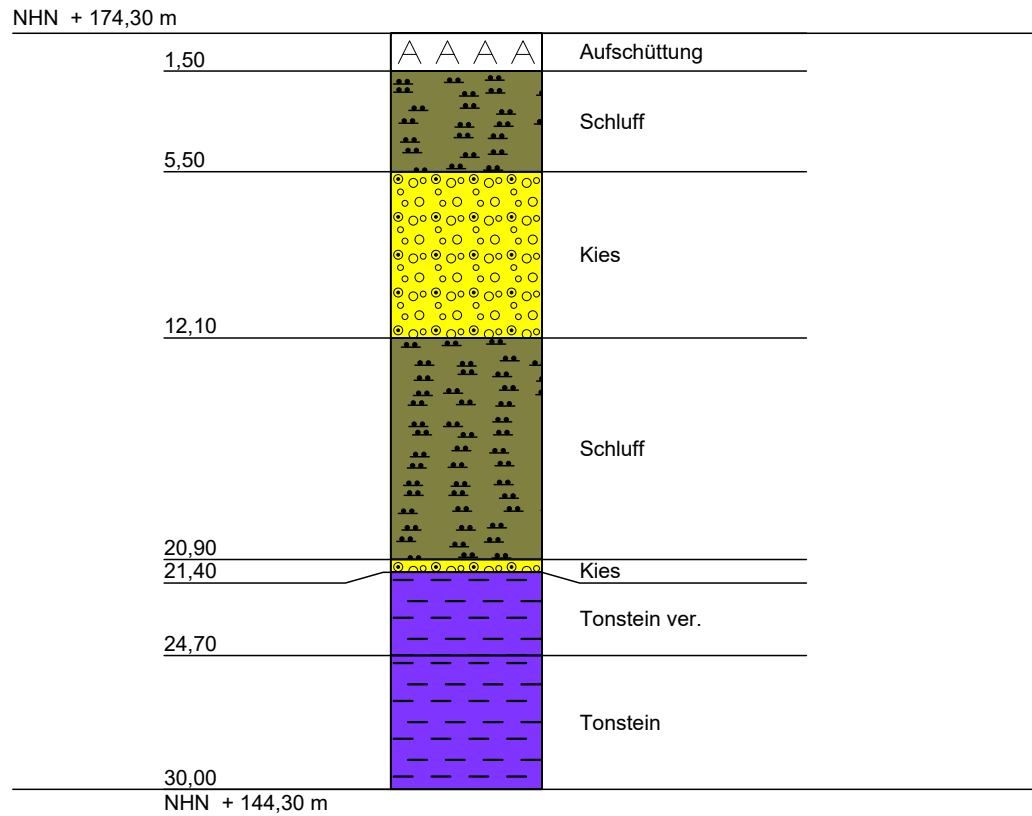 NHN + 174,30 m
A A A A
Aufschüttung
1,50
Schluff
5,50
Kies
12,10
Schluff
20,90
21,40
Kies
Tonstein ver.
24,70
Tonstein
30,00
NHN + 144,30 m